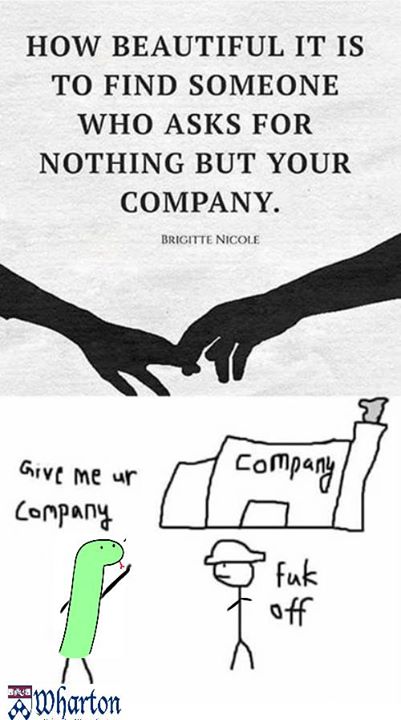 HOW BEAUTIFUL IT IS
TO FIND SOMEONE
WHO ASKS FOR
NOTHING BUT YOUR
COMPANY.
BRIGITTE NICOLE
Give me ur
Company
Company
fuk
off
Wharton